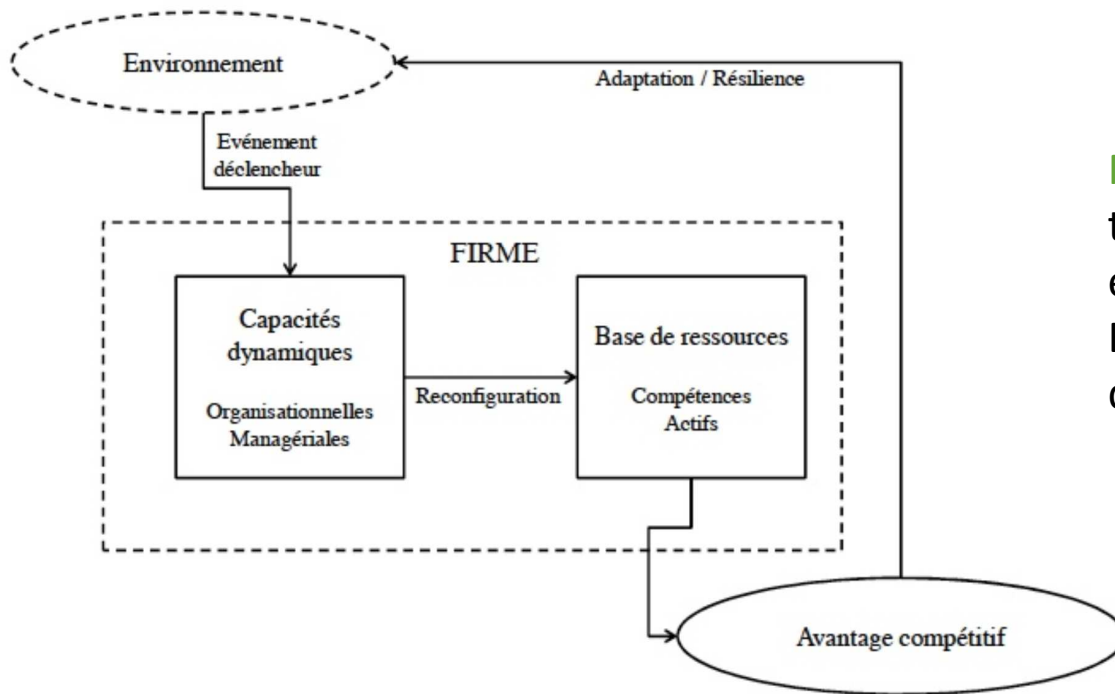 Environnement
Adaptation / Résilience
Evénement
déclencheur
FIRME
Capacités
dynamiques
Organisationnelles
Managériales
Reconfiguration
Base de ressources
Compétences
Actifs
Avantage compétitif